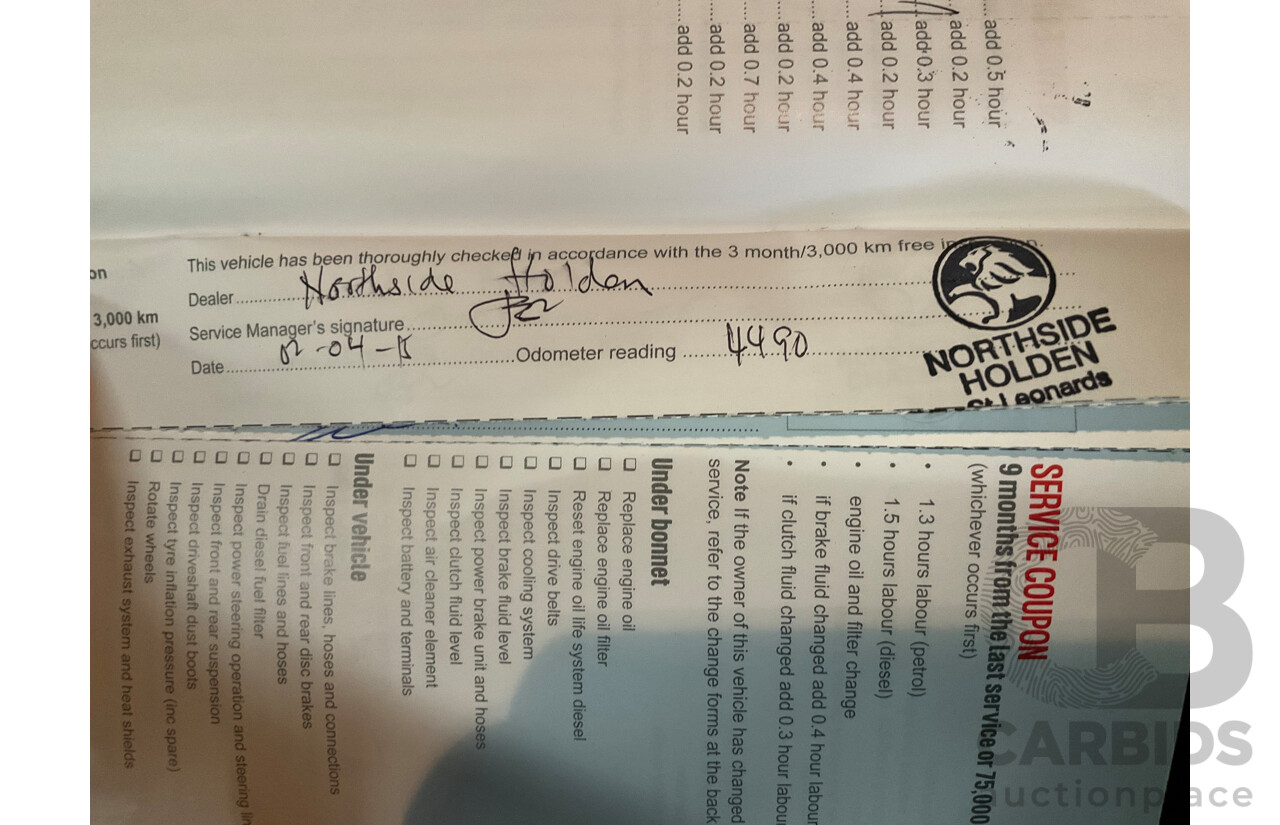 add 0.5 hour
add 0.2 hour
add 0.3 hour
add 0.2 hour
add 0.4 hour
add 0.4 hour
add 0.2 hour
add 0.7 hour
add 0.2 hour
add 0.2 hour
on
3,000 km
ccurs first)
This vehicle has been thoroughly checked in accordance with the 3 month/3,000 km free
Dealer Northside Holden
Service Manager's signature
Date 02-04-15 Odometer reading 4490
NORTHSIDE
HOLDEN
St Leonards
SERVICE COUPON
9 months from the last service or 75,000
(whichever occurs first)
• 1.3 hours labour (petrol)
• 1.5 hours labour (diesel)
• engine oil and filter change
• if brake fluid changed add 0.4 hour labour
• if clutch fluid changed add 0.3 hour labour
Note If the owner of this vehicle has changed
service, refer to the change forms at the back
Under bonnet
❑ Replace engine oil
❑ Replace engine oil filter
❑ Reset engine oil life system diesel
❑ Inspect drive belts
❑ Inspect cooling system
❑ Inspect brake fluid level
❑ Inspect power brake unit and hoses
❑ Inspect clutch fluid level
❑ Inspect air cleaner element
❑ Inspect battery and terminals
Under vehicle
❑ Inspect brake lines, hoses and connections
❑ Inspect front and rear disc brakes
❑ Inspect fuel lines and hoses
❑ Drain diesel fuel filter
❑ Inspect power steering operation and steering
❑ Inspect front and rear suspension
❑ Inspect driveshaft dust boots
❑ Inspect tyre inflation pressure (inc spare)
❑ Rotate wheels
❑ Inspect exhaust system and heat shields
CARBIDS
auctionplace